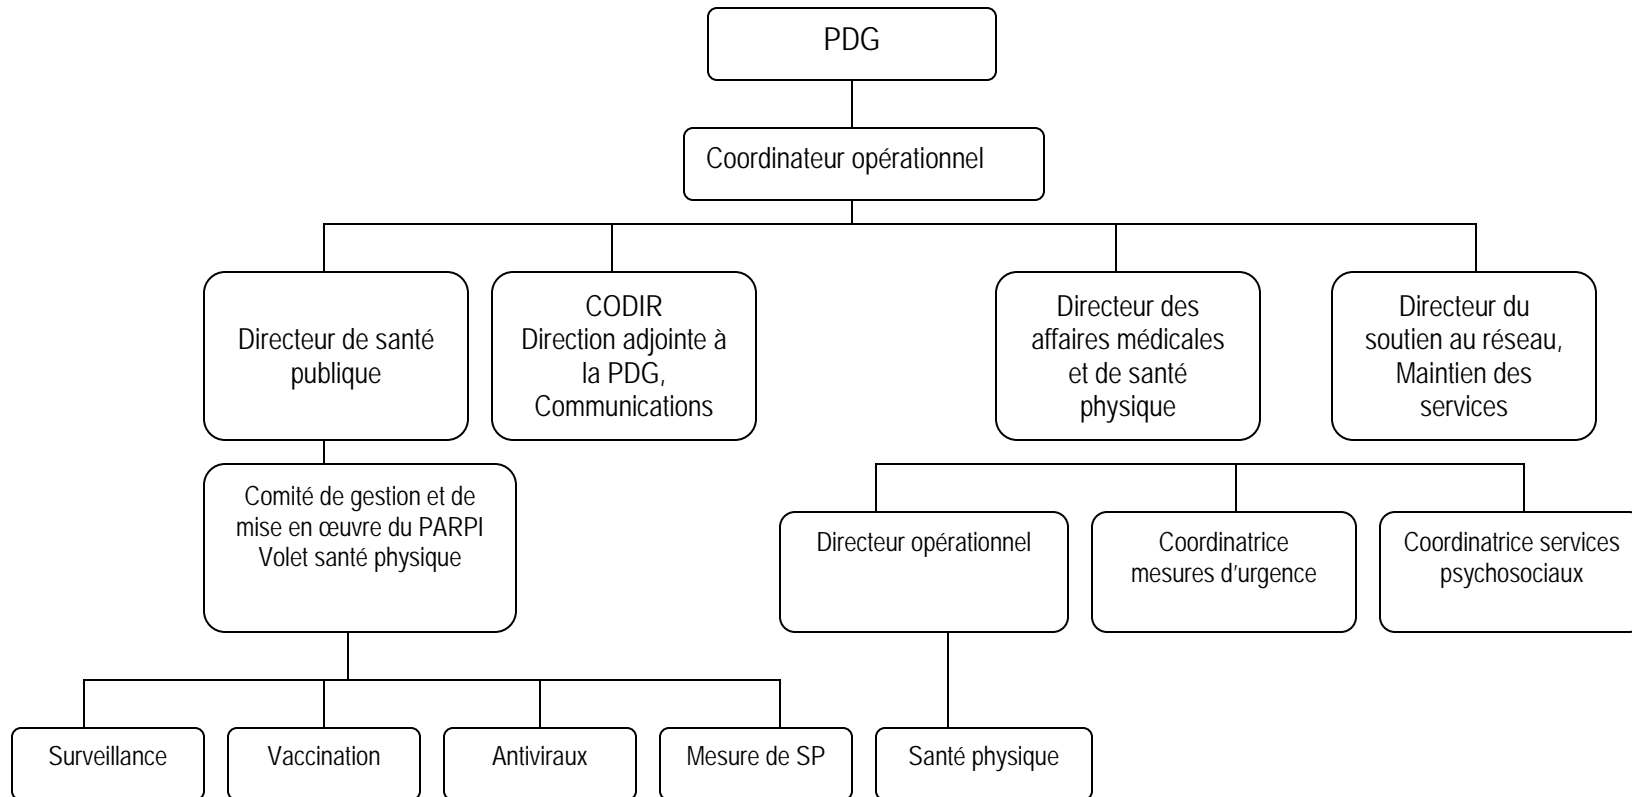 PDG
Coordinateur opérationnel
Directeur de santé
publique
CODIR
Direction adjointe à
la PDG,
Communications
Directeur des
affaires médicales
et de santé
physique
Directeur du
soutien au réseau,
Maintien des
services
Comité de gestion et de
mise en œuvre du PARPI
Volet santé physique
Directeur opérationnel
Coordinatrice
mesures d'urgence
Coordinatrice services
psychosociaux
Surveillance
Vaccination
Antiviraux
Mesure de SP
Santé physique